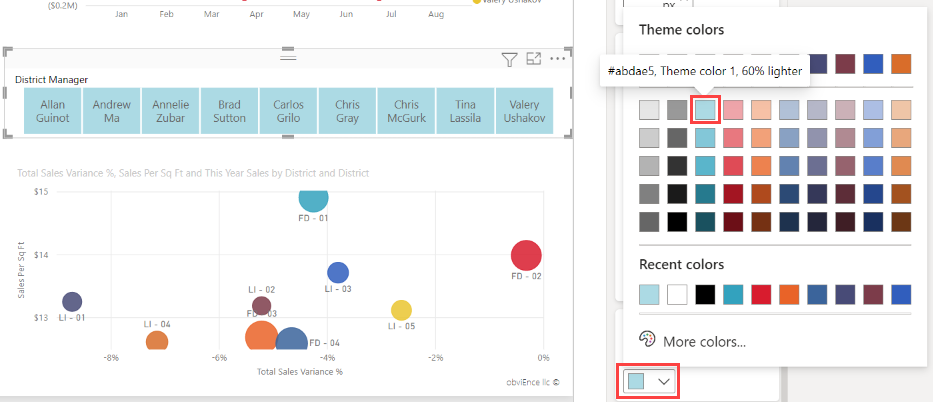 ($0.2M)
Jan Feb Mar Apr May Jun Jul Aug
Valery Ushakov
District Manager
Allan Guinot
Andrew Ma
Annelie Zubar
Brad Sutton
Carlos Grilo
Chris Gray
Chris McGurk
Tina Lassila
Valery Ushakov
Total Sales Variance %, Sales Per Sq Ft and This Year Sales by District and District
Sales Per Sq Ft
$15
$14
$13
FD - 01
FD - 02
LI - 03
LI - 02
LI - 01
FD - 03
LI - 05
LI - 04
FD - 04
-8% -6% -4% -2% 0%
Total Sales Variance %
obviEnce llc ©
px
Theme colors
#abdae5, Theme color 1, 60% lighter
Recent colors
More colors...